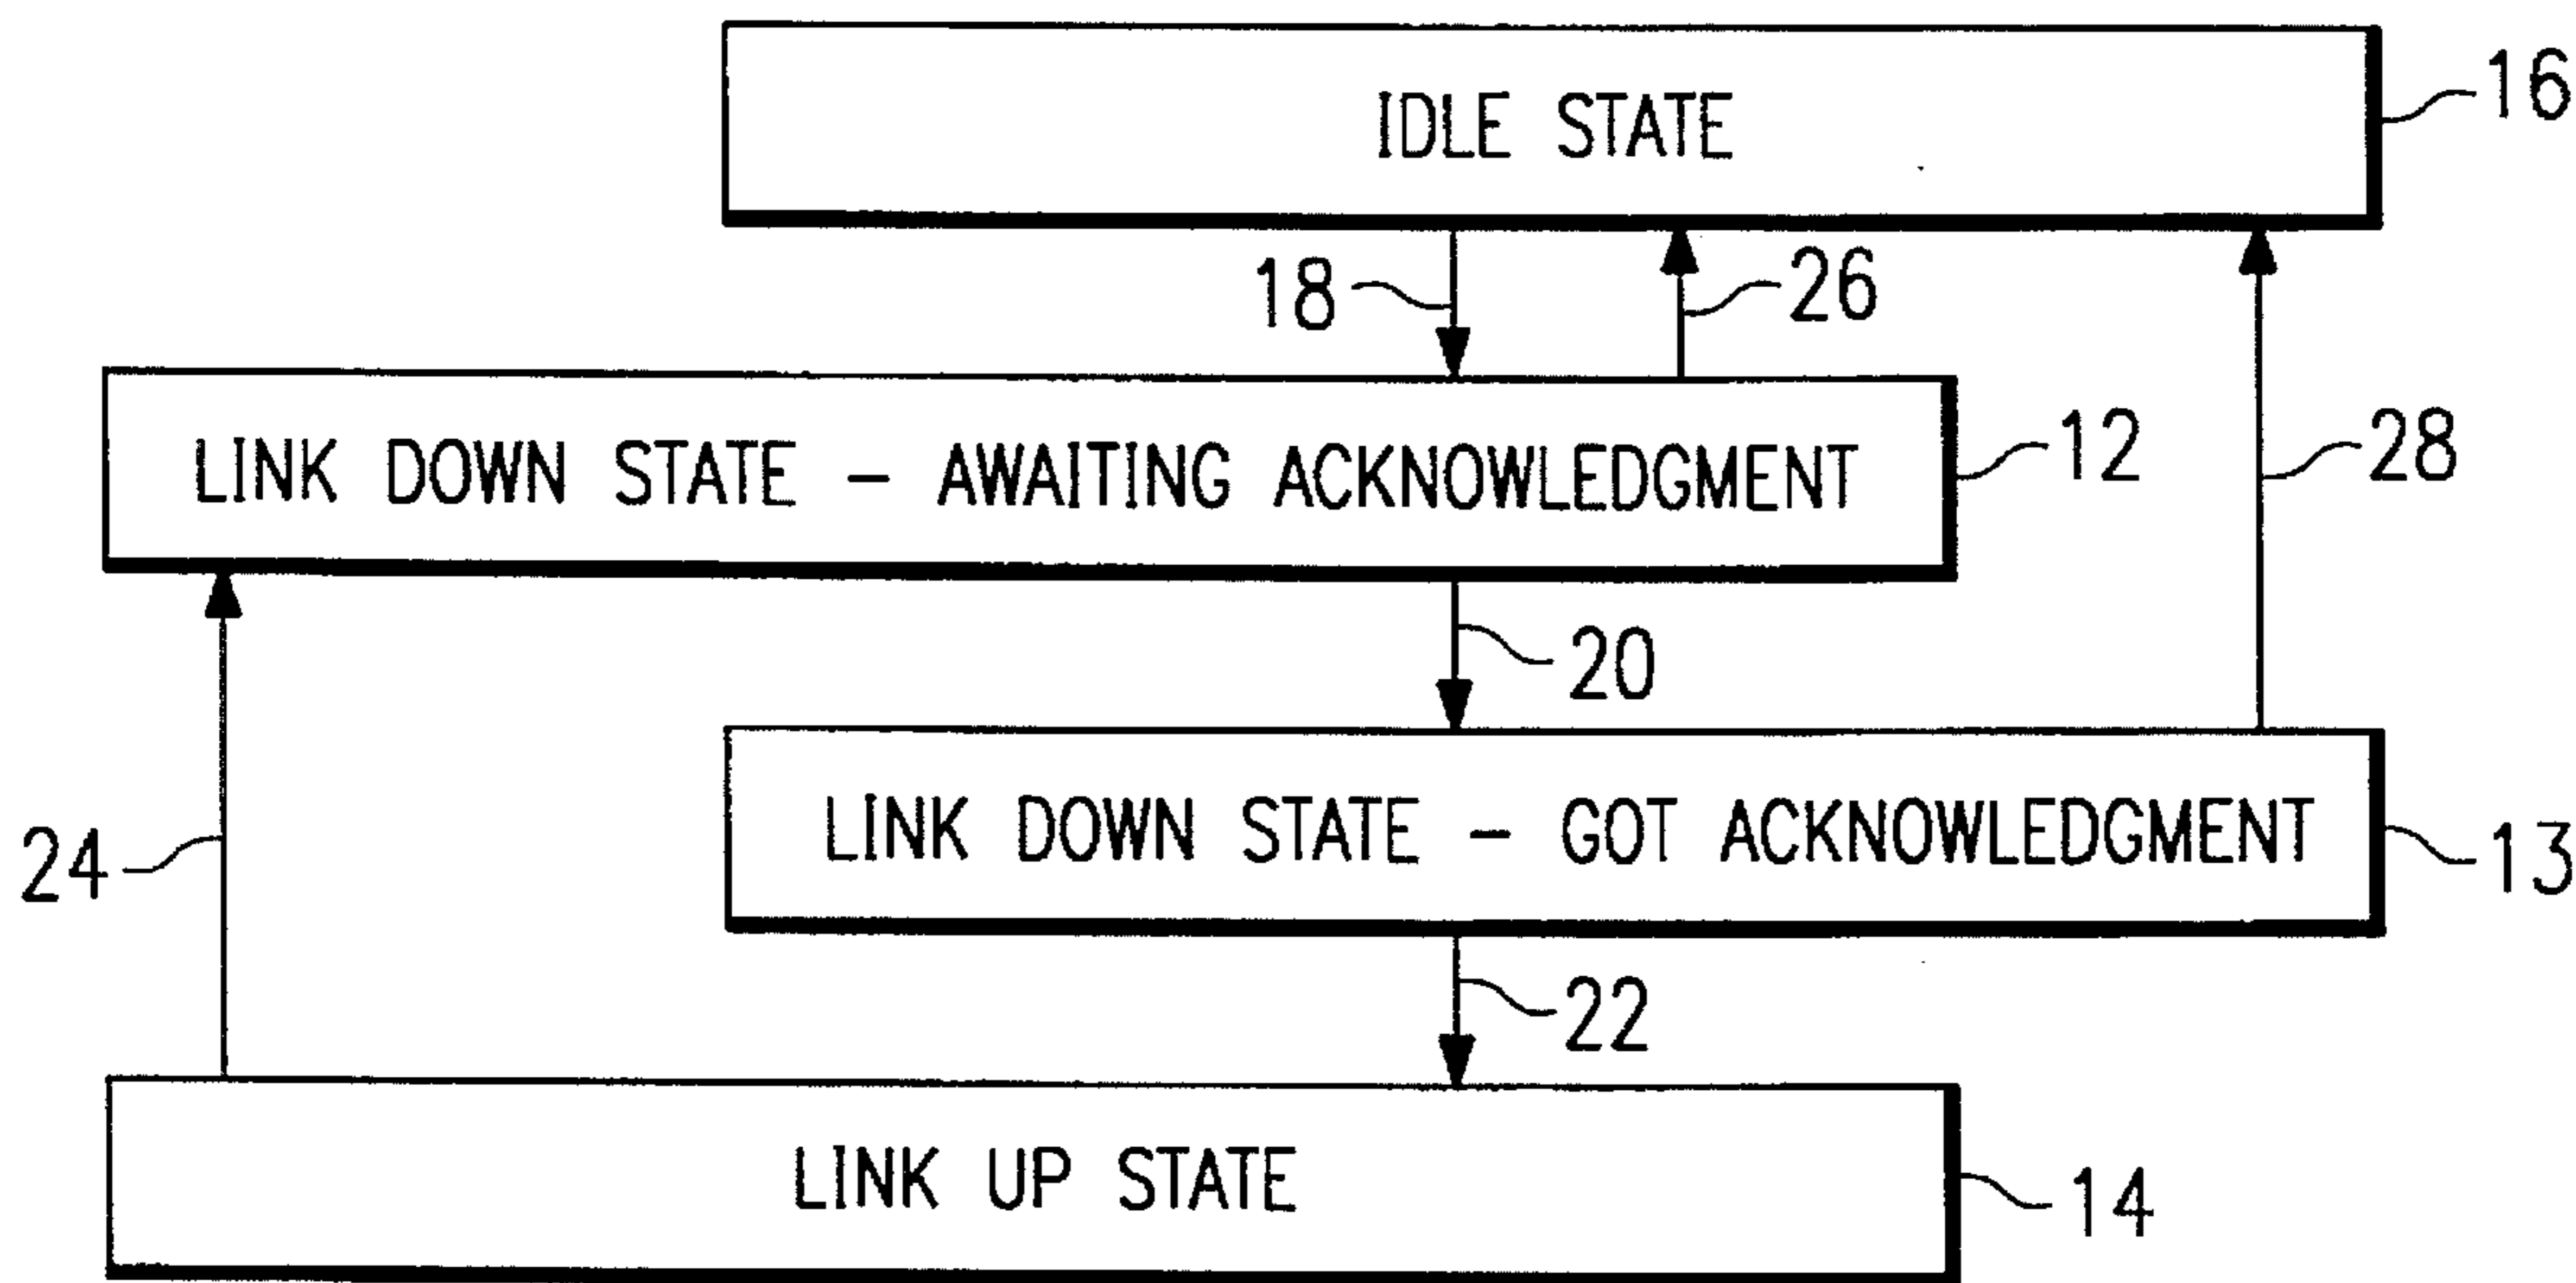 IDLE STATE
16
18
26
LINK DOWN STATE - AWAITING ACKNOWLEDGMENT
12
28
20
LINK DOWN STATE - GOT ACKNOWLEDGMENT
13
24
22
LINK UP STATE
14